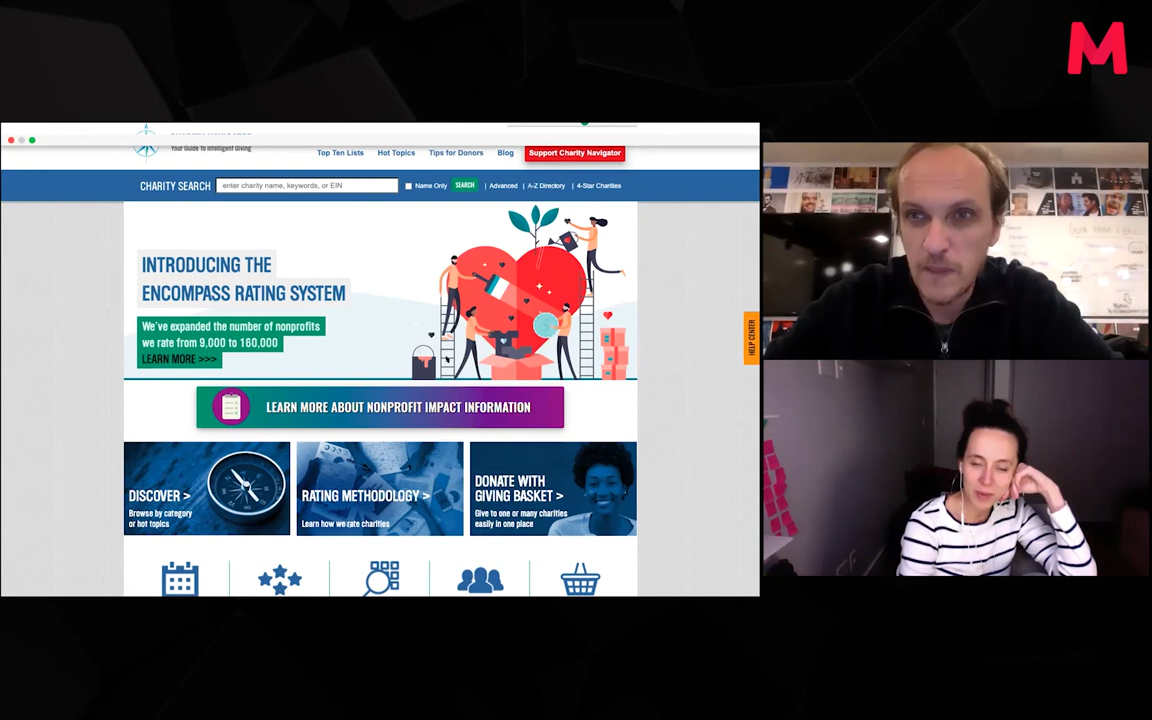 M
Your Guide to Intelligent Giving
Top Ten Lists Hot Topics Tips for Donors Blog Support Charity Navigator
CHARITY SEARCH enter charity name, keywords, or EIN Name Only SEARCH | Advanced | A-Z Directory | 4-Star Charities
INTRODUCING THE
ENCOMPASS RATING SYSTEM
We've expanded the number of nonprofits
we rate from 9,000 to 160,000
LEARN MORE >>>
HELP CENTER
LEARN MORE ABOUT NONPROFIT IMPACT INFORMATION
DISCOVER >
Browse by category
or hot topics
RATING METHODOLOGY >
Learn how we rate charities
DONATE WITH
GIVING BASKET >
Give to one or many charities
easily in one place